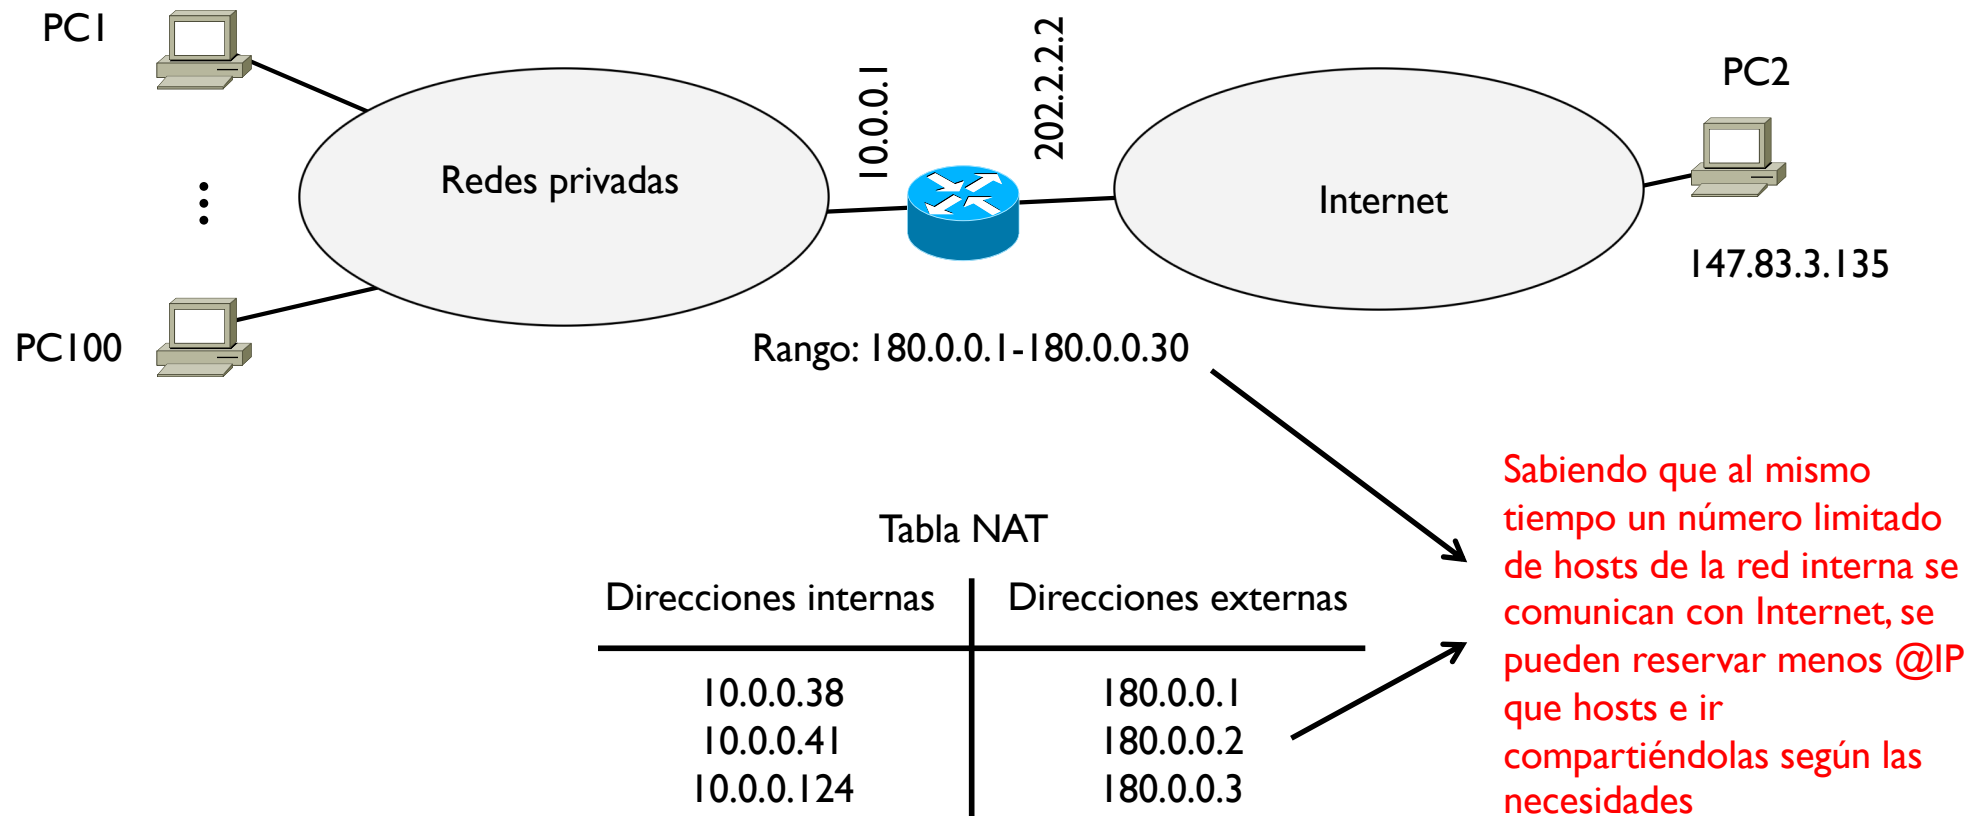 PC1
10.0.0.1
202.2.2.2
PC2
Redes privadas
Internet
147.83.3.135
PC100
Rango: 180.0.0.1-180.0.0.30
Sabiendo que al mismo
tiempo un número limitado
de hosts de la red interna se
comunican con Internet, se
pueden reservar menos @IP
que hosts e ir
compartiéndolas según las
necesidades
Tabla NAT
Direcciones internas
Direcciones externas
10.0.0.38
180.0.0.1
10.0.0.41
180.0.0.2
10.0.0.124
180.0.0.3